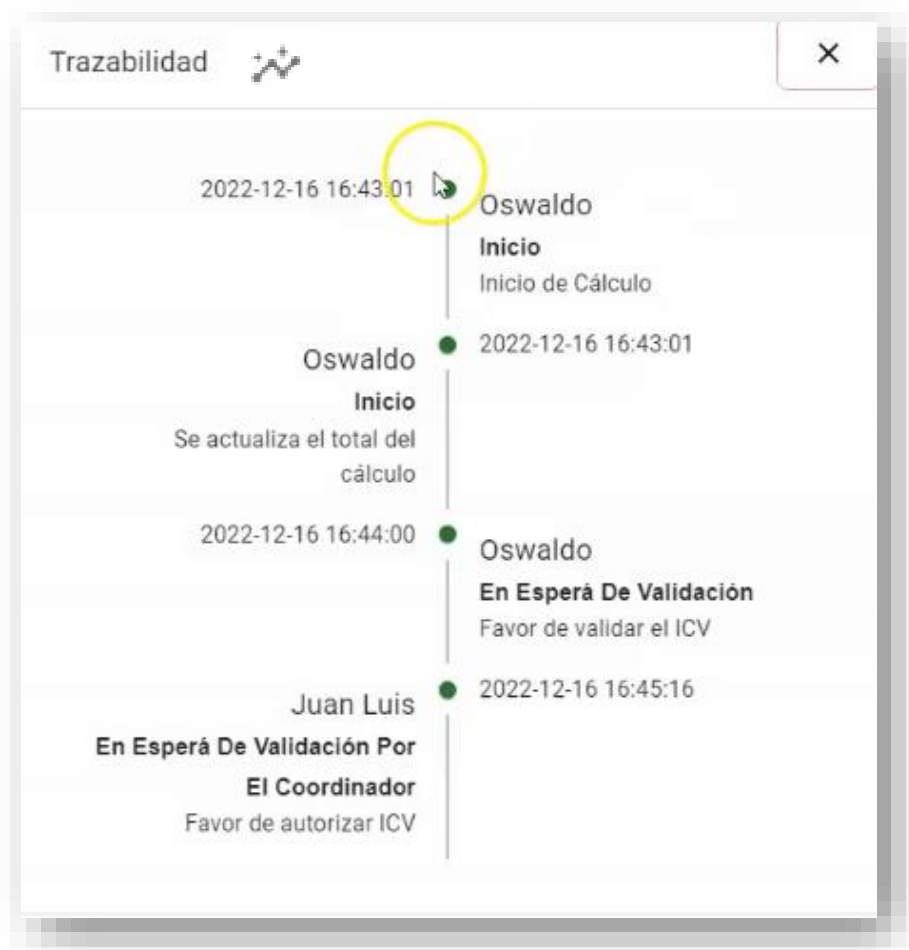 Trazabilidad
2022-12-16 16:43:01
Oswaldo
Inicio
Inicio de Cálculo
2022-12-16 16:43:01
Oswaldo
Inicio
Se actualiza el total del
cálculo
2022-12-16 16:44:00
Oswaldo
En Esperá De Validación
Favor de validar el ICV
2022-12-16 16:45:16
Juan Luis
En Esperá De Validación Por
El Coordinador
Favor de autorizar ICV